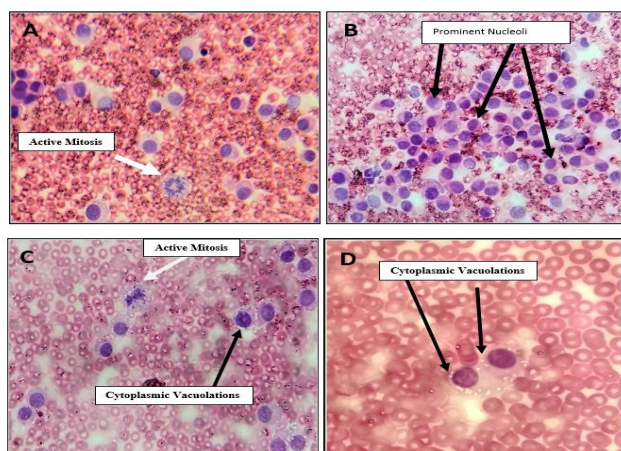 A
Active Mitosis
B
Prominent Nucleoli
C
Active Mitosis
Cytoplasmic Vacuolations
D
Cytoplasmic Vacuolations